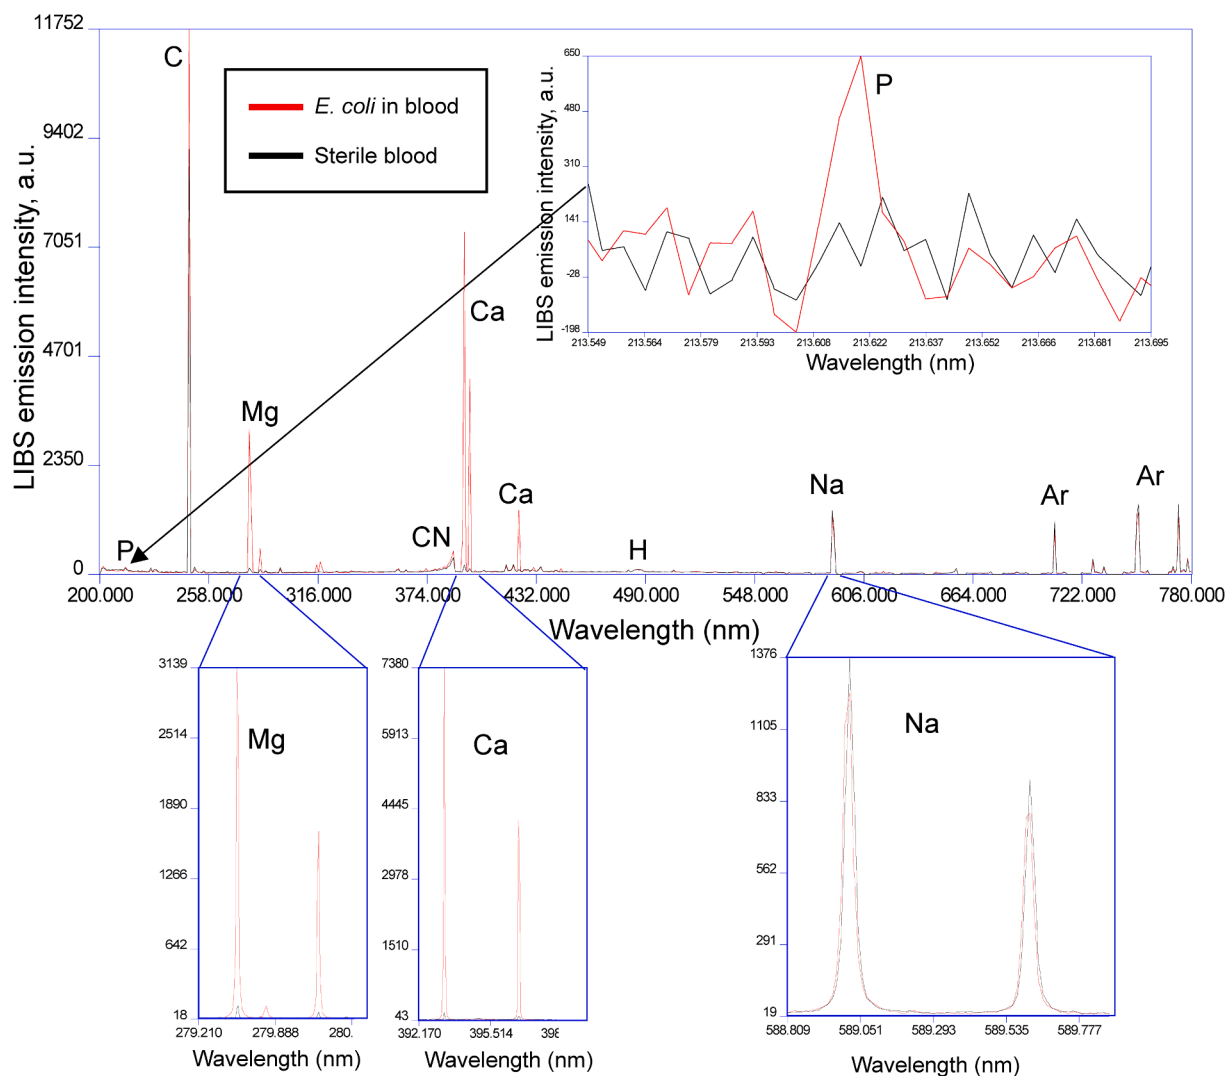 11752
9402
7051
4701
2350
0
LIBS emission intensity, a.u.
C
E. coli in blood
Sterile blood
650
480
310
141
-28
-198
LIBS emission intensity, a.u.
P
213.549 213.564 213.579 213.593 213.608 213.622 213.637 213.652 213.666 213.681 213.695
Wavelength (nm)
Ca
Mg
Ca
Na
Ar
Ar
P
CN
H
200.000 258.000 316.000 374.000 432.000 490.000 548.000 606.000 664.000 722.000 780.000
Wavelength (nm)
3139
2514
1890
1266
642
18
Mg
279.210 279.888 280.
Wavelength (nm)
7380
5913
4445
2978
1510
43
Ca
392.170 395.514
Wavelength (nm)
1376
1105
833
562
291
19
Na
588.809 589.051 589.293 589.535 589.777
Wavelength (nm)